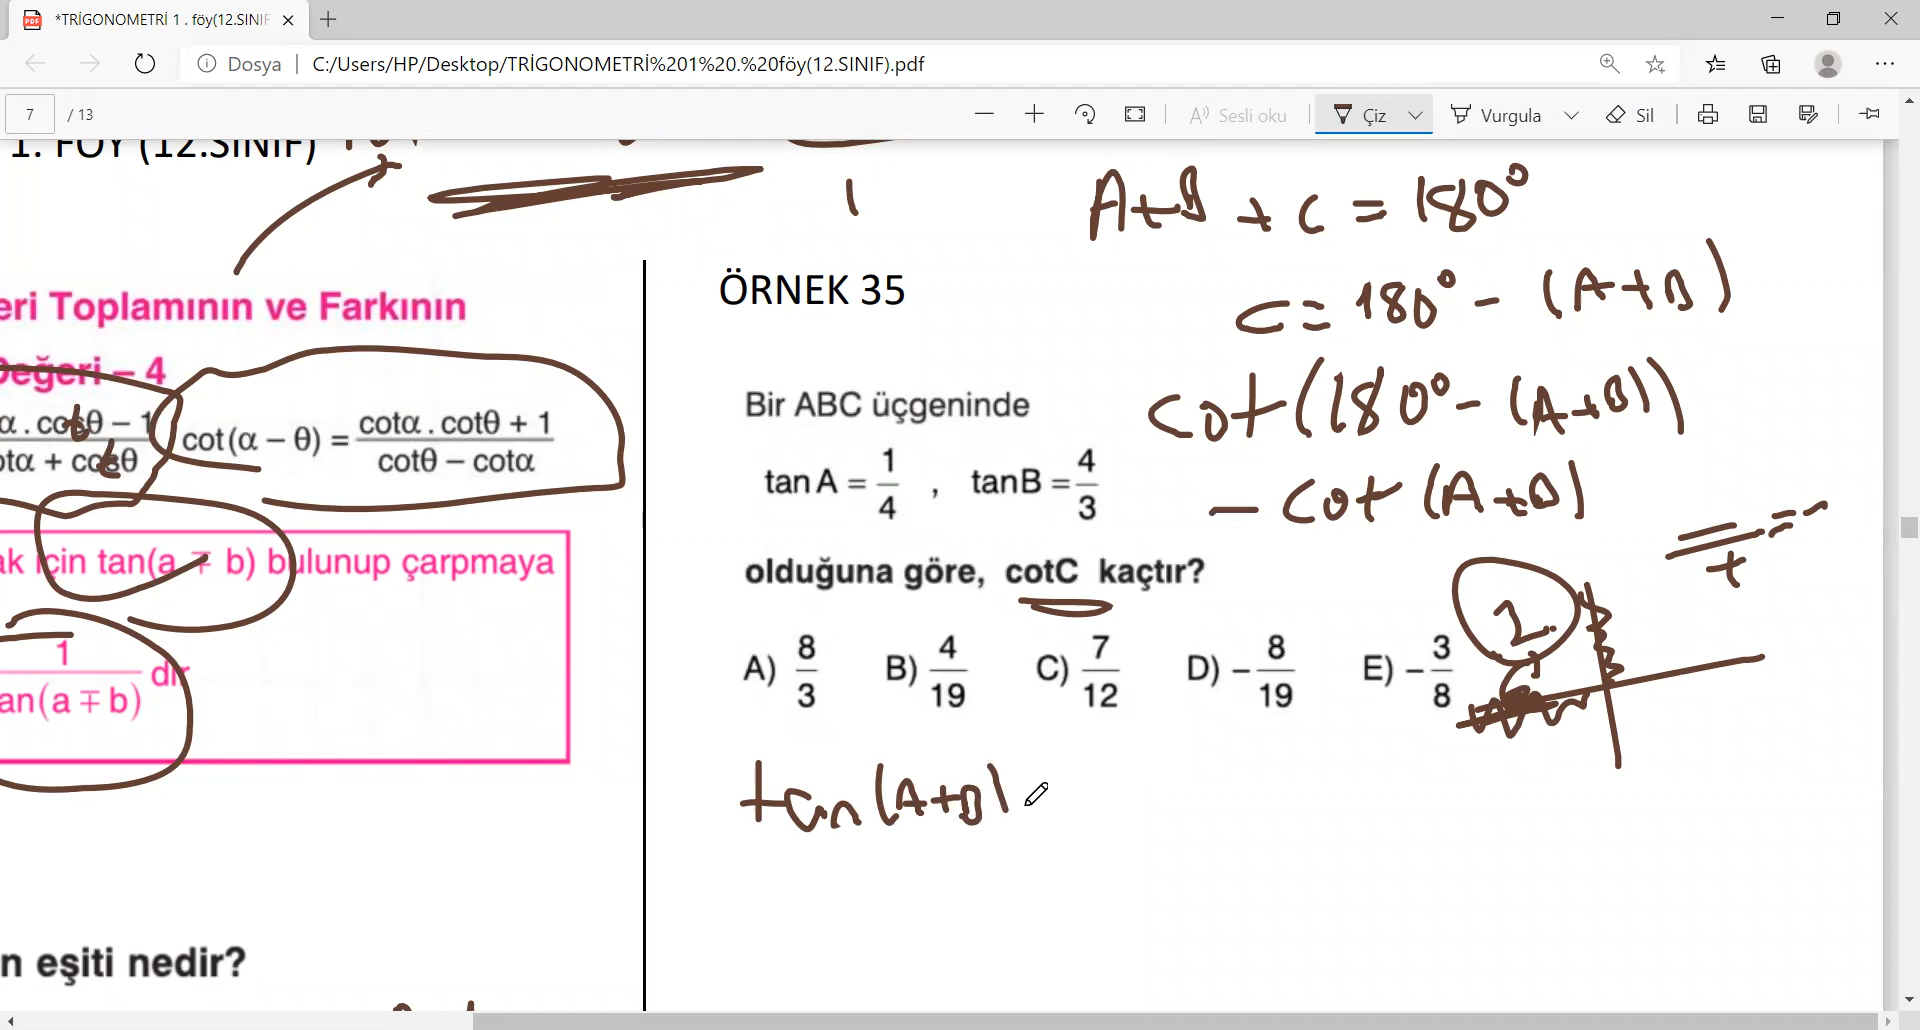 *TRİGONOMETRİ 1 . föy(12.SINIF
Dosya | C:/Users/HP/Desktop/TRİGONOMETRİ%201%20.%20föy(12.SINIF).pdf
7 / 13
Sesli oku
Çiz
Vurgula
Sil
1. FÖY (12.SINIF)
1
eri Toplamının ve Farkının
Değeri – 4
cot(α – θ) = (cotα . cotθ + 1)/(cotθ – cotα)
ak için tan(a ∓ b) bulunup çarpmaya
1/an(a ∓ b) dir
n eşiti nedir?
A+B + C = 180°
ÖRNEK 35
C = 180° - (A+B)
Bir ABC üçgeninde
cot(180° - (A+B))
tan A = 1/4 , tanB = 4/3
- cot (A+B)
olduğuna göre, cotC kaçtır?
2.
A) 8/3 B) 4/19 C) 7/12 D) – 8/19 E) – 3/8
tan(A+B)